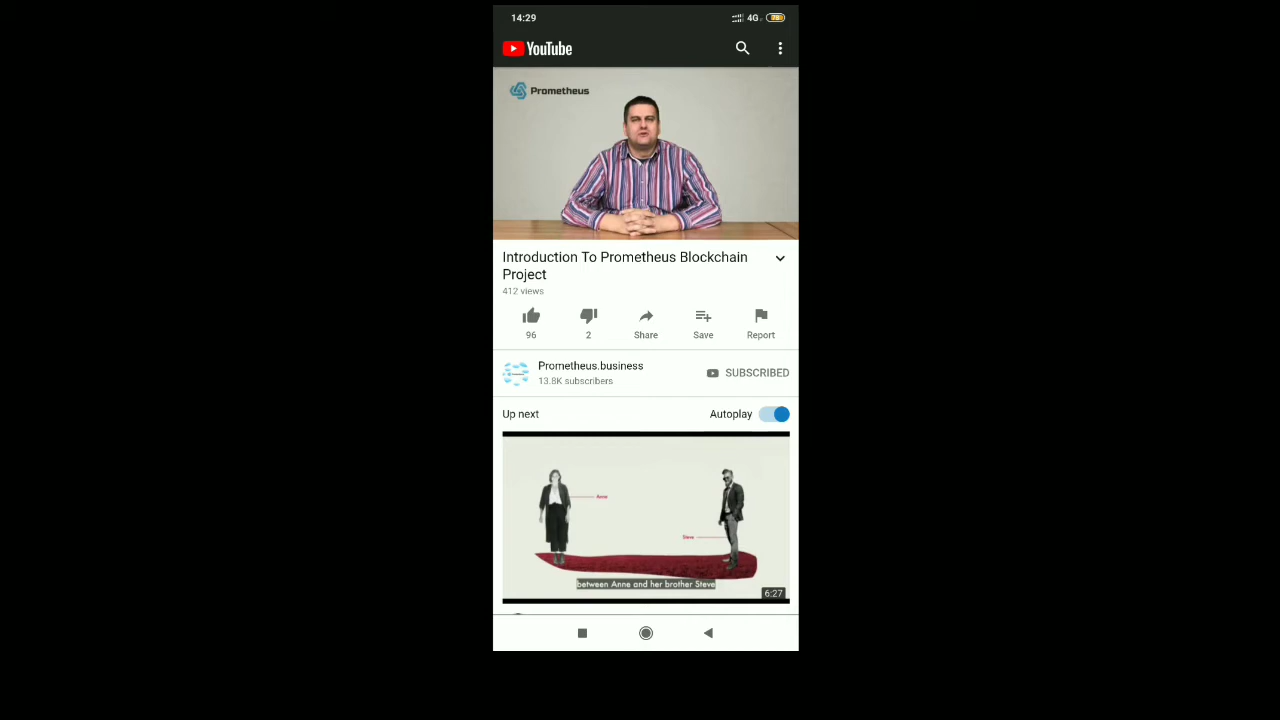 14:29
4G
78
YouTube
Prometheus
Introduction To Prometheus Blockchain
Project
412 views
96
2
Share
Save
Report
Prometheus.business
13.8K subscribers
SUBSCRIBED
Up next
Autoplay
Anne
Steve
between Anne and her brother Steve
6:27